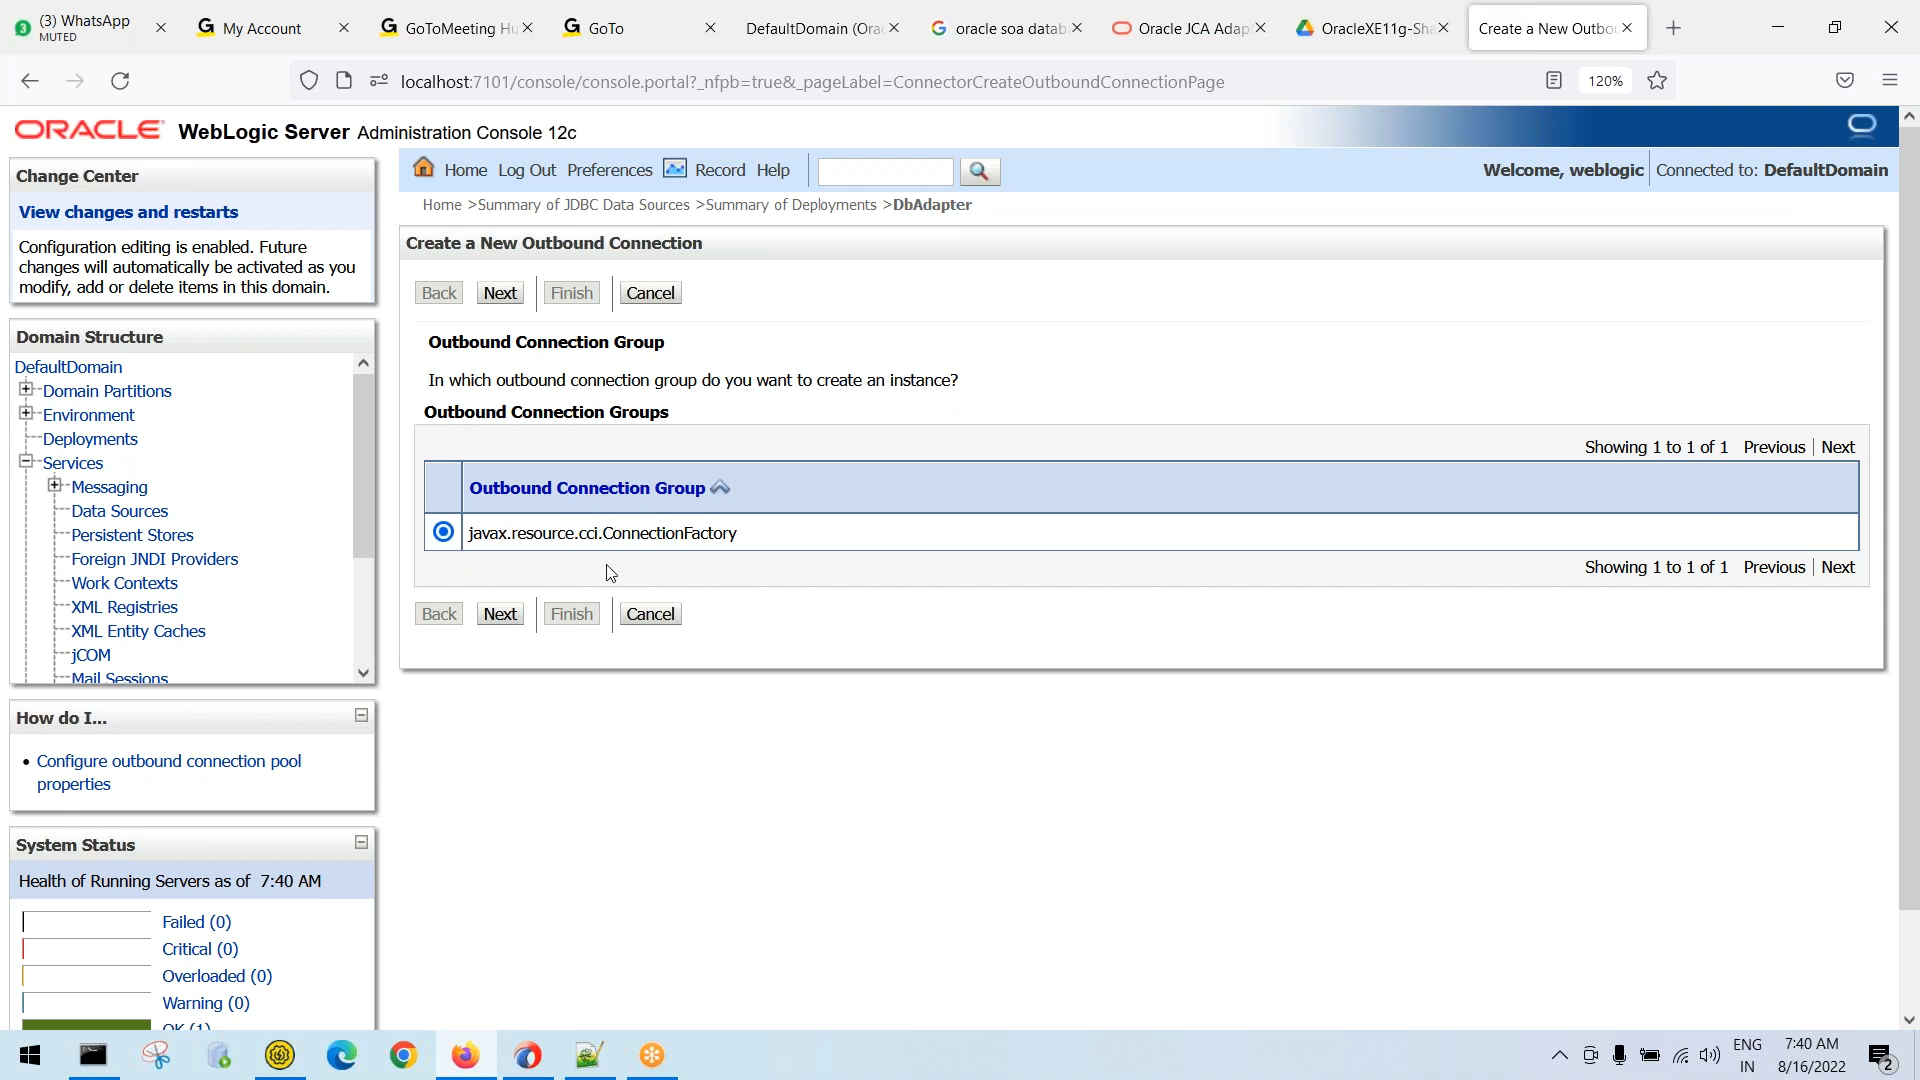 (3) WhatsApp
MUTED
My Account
GoToMeeting Hu
GoTo
DefaultDomain (Orac
oracle soa datab
Oracle JCA Adap
OracleXE11g-Sha
Create a New Outbo
localhost:7101/console/console.portal?_nfpb=true&_pageLabel=ConnectorCreateOutboundConnectionPage
120%
ORACLE WebLogic Server Administration Console 12c
Change Center
View changes and restarts
Configuration editing is enabled. Future
changes will automatically be activated as you
modify, add or delete items in this domain.
Domain Structure
DefaultDomain
Domain Partitions
Environment
Deployments
Services
Messaging
Data Sources
Persistent Stores
Foreign JNDI Providers
Work Contexts
XML Registries
XML Entity Caches
jCOM
Mail Sessions
How do I...
Configure outbound connection pool
properties
System Status
Health of Running Servers as of 7:40 AM
Failed (0)
Critical (0)
Overloaded (0)
Warning (0)
OK (1)
Home Log Out Preferences Record Help
Welcome, weblogic Connected to: DefaultDomain
Home >Summary of JDBC Data Sources >Summary of Deployments >DbAdapter
Create a New Outbound Connection
Back Next Finish Cancel
Outbound Connection Group
In which outbound connection group do you want to create an instance?
Outbound Connection Groups
Showing 1 to 1 of 1 Previous Next
Outbound Connection Group
javax.resource.cci.ConnectionFactory
Showing 1 to 1 of 1 Previous Next
Back Next Finish Cancel
ENG
IN
7:40 AM
8/16/2022
2